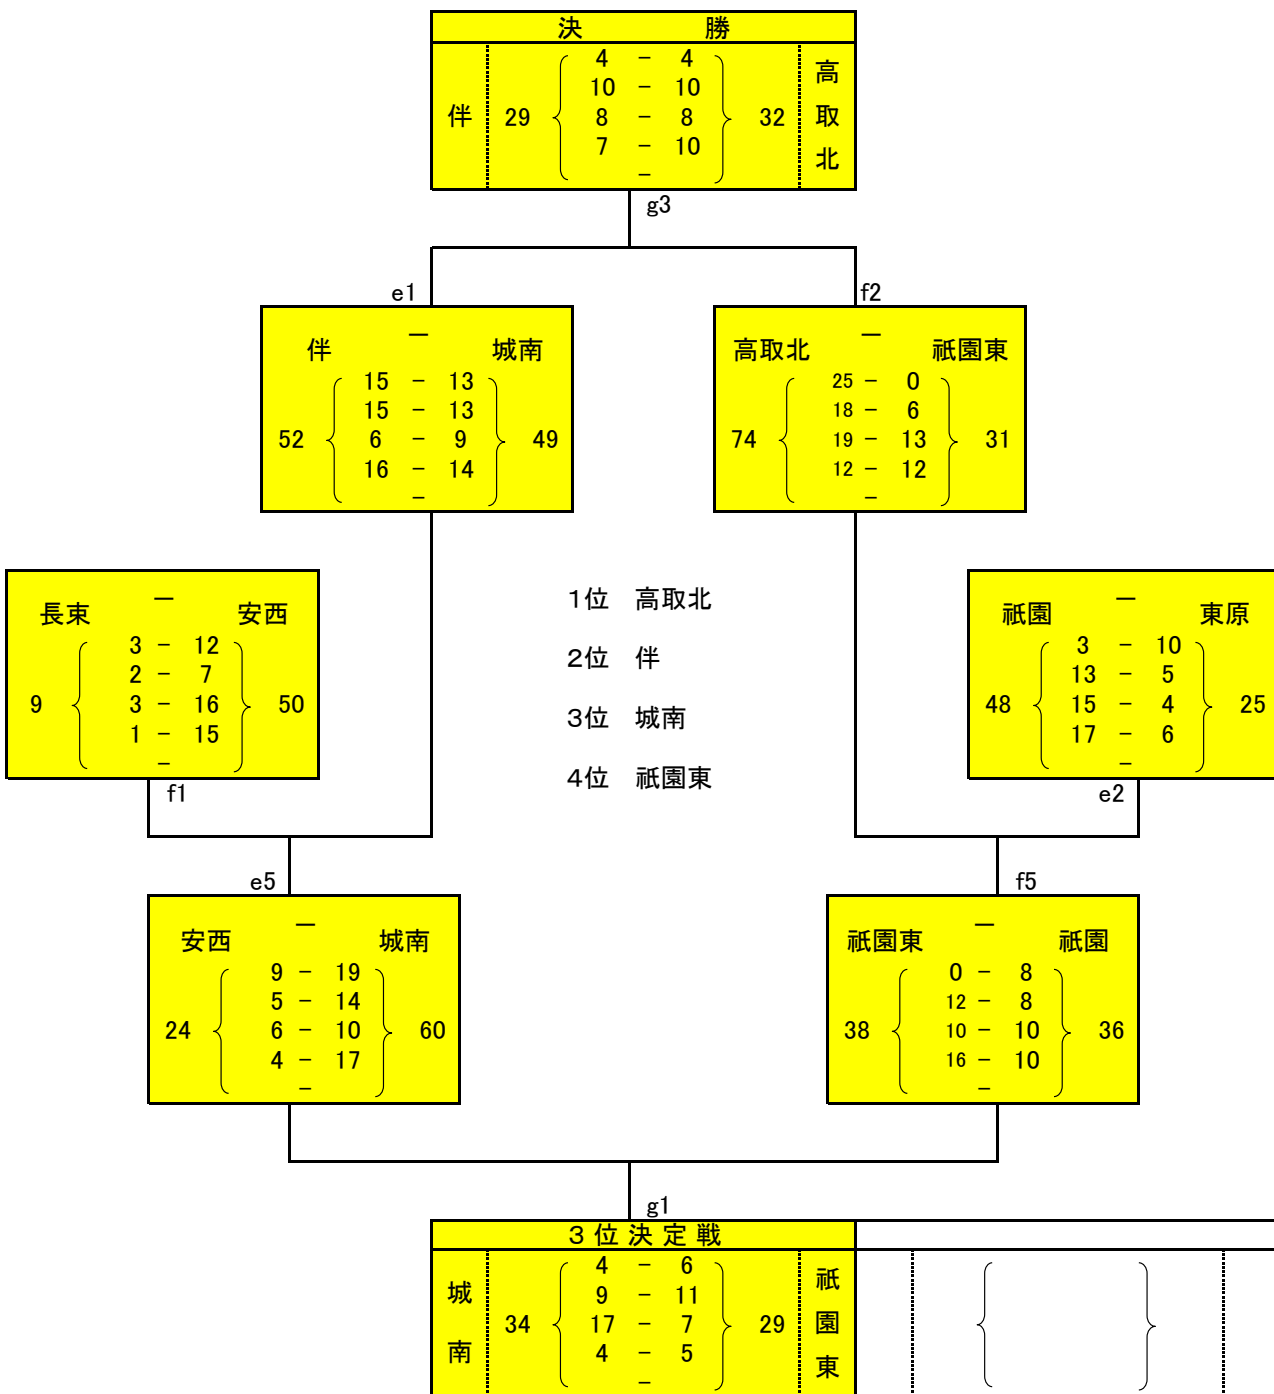 決 勝
伴 29 4 - 4 32 高取北
10 - 10
8 - 8
7 - 10
-
g3
e1
f2
-
伴 城南
15 - 13
15 - 13
52 6 - 9 49
16 - 14
-
-
高取北 祇園東
25 - 0
18 - 6
74 19 - 13 31
12 - 12
-
-
長束 安西
3 - 12
2 - 7
9 3 - 16 50
1 - 15
-
f1
1位 高取北
2位 伴
3位 城南
4位 祇園東
-
祇園 東原
3 - 10
13 - 5
48 15 - 4 25
17 - 6
-
e2
e5
f5
-
安西 城南
9 - 19
5 - 14
24 6 - 10 60
4 - 17
-
-
祇園東 祇園
0 - 8
12 - 8
38 10 - 10 36
16 - 10
-
g1
3位決定戦
城南 34 4 - 6 29 祇園東
9 - 11
17 - 7
4 - 5
-